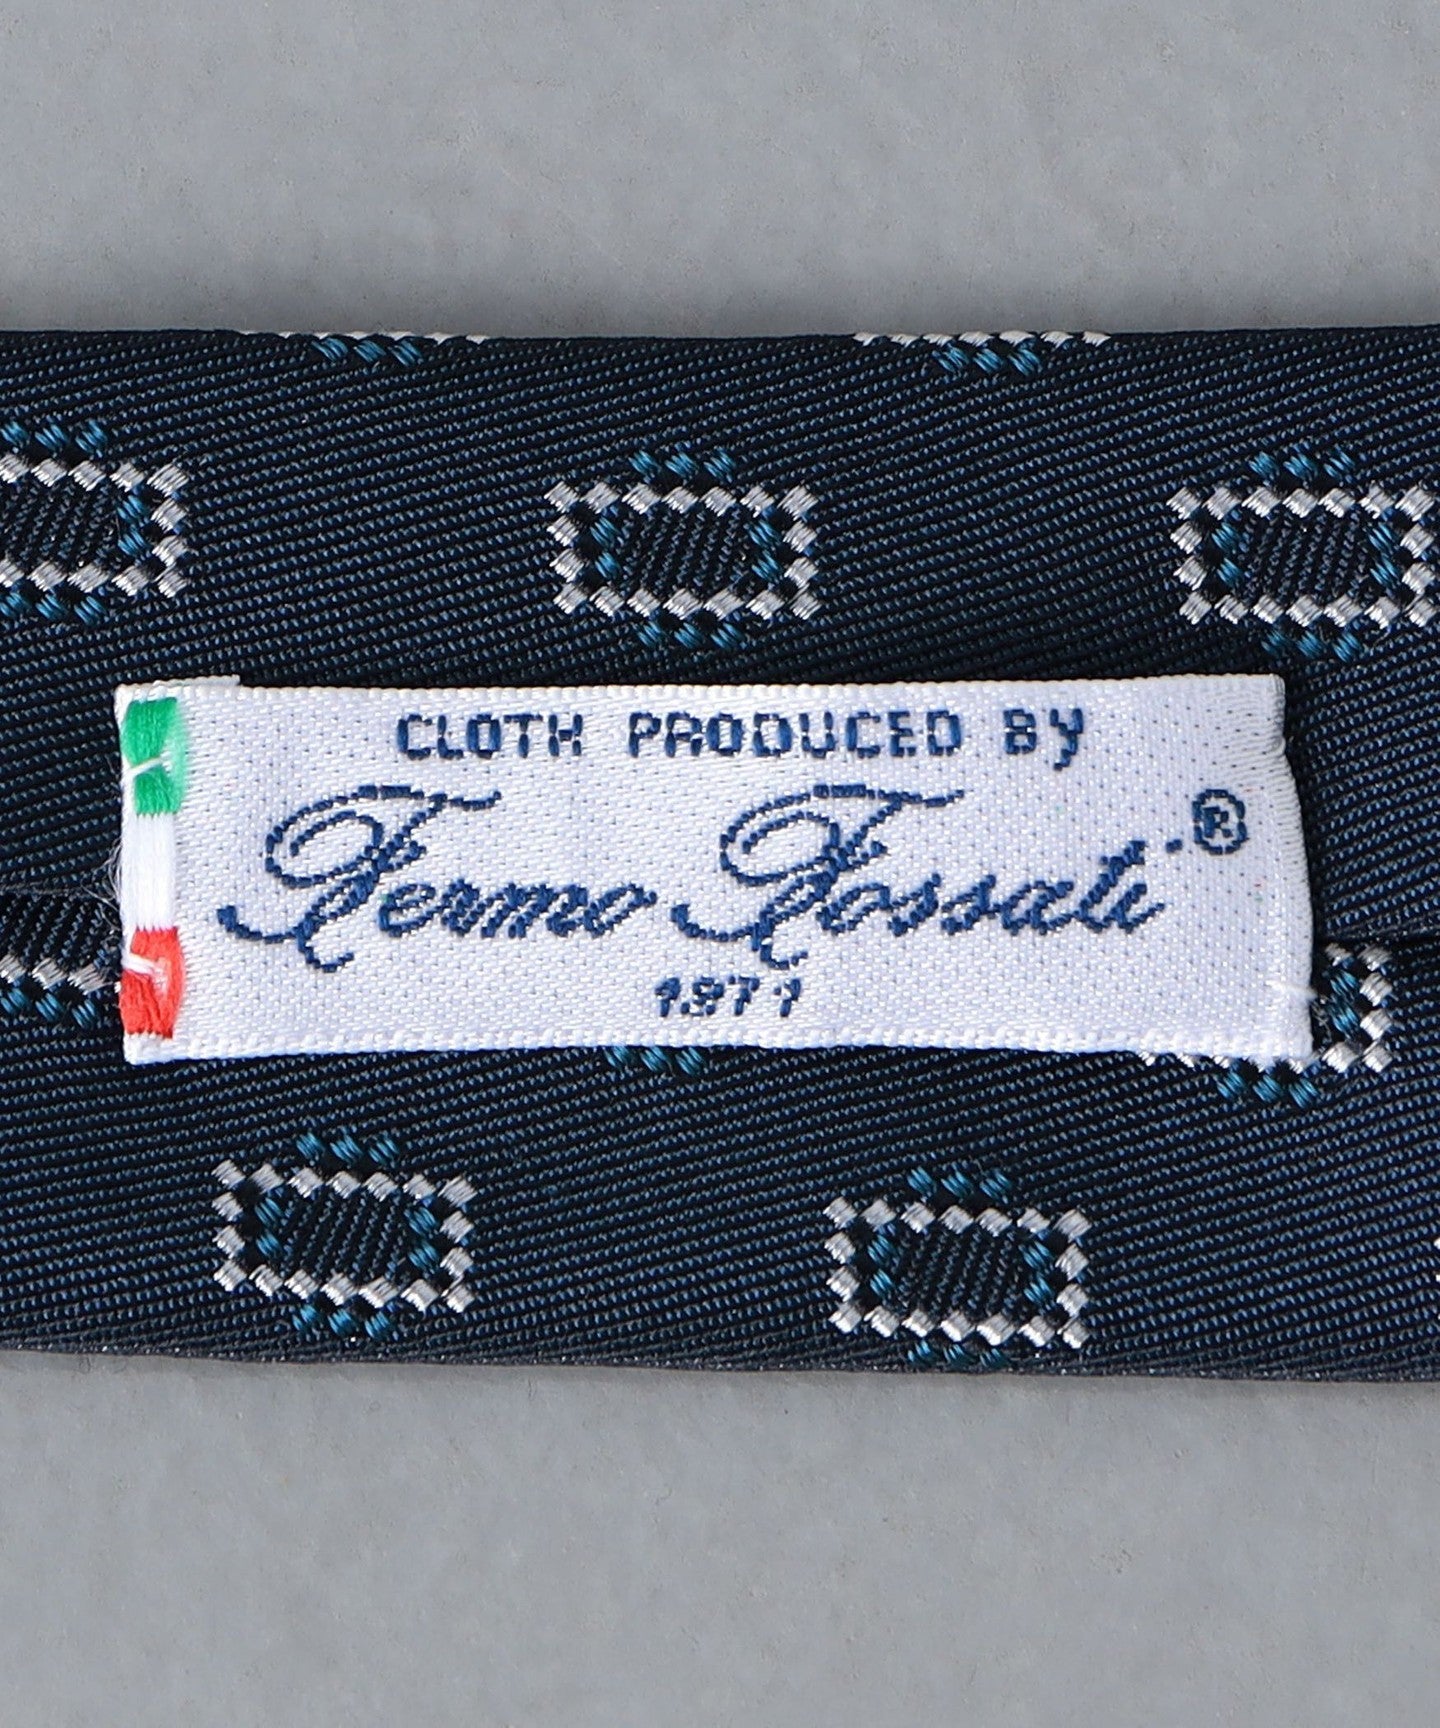 CLOTH PRODUCED BY
Fermo Fossati ®
1871